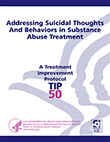 Addressing Suicidal Thoughts
And Behaviors in Substance
Abuse Treatment
A Treatment
Improvement
Protocol
TIP
50